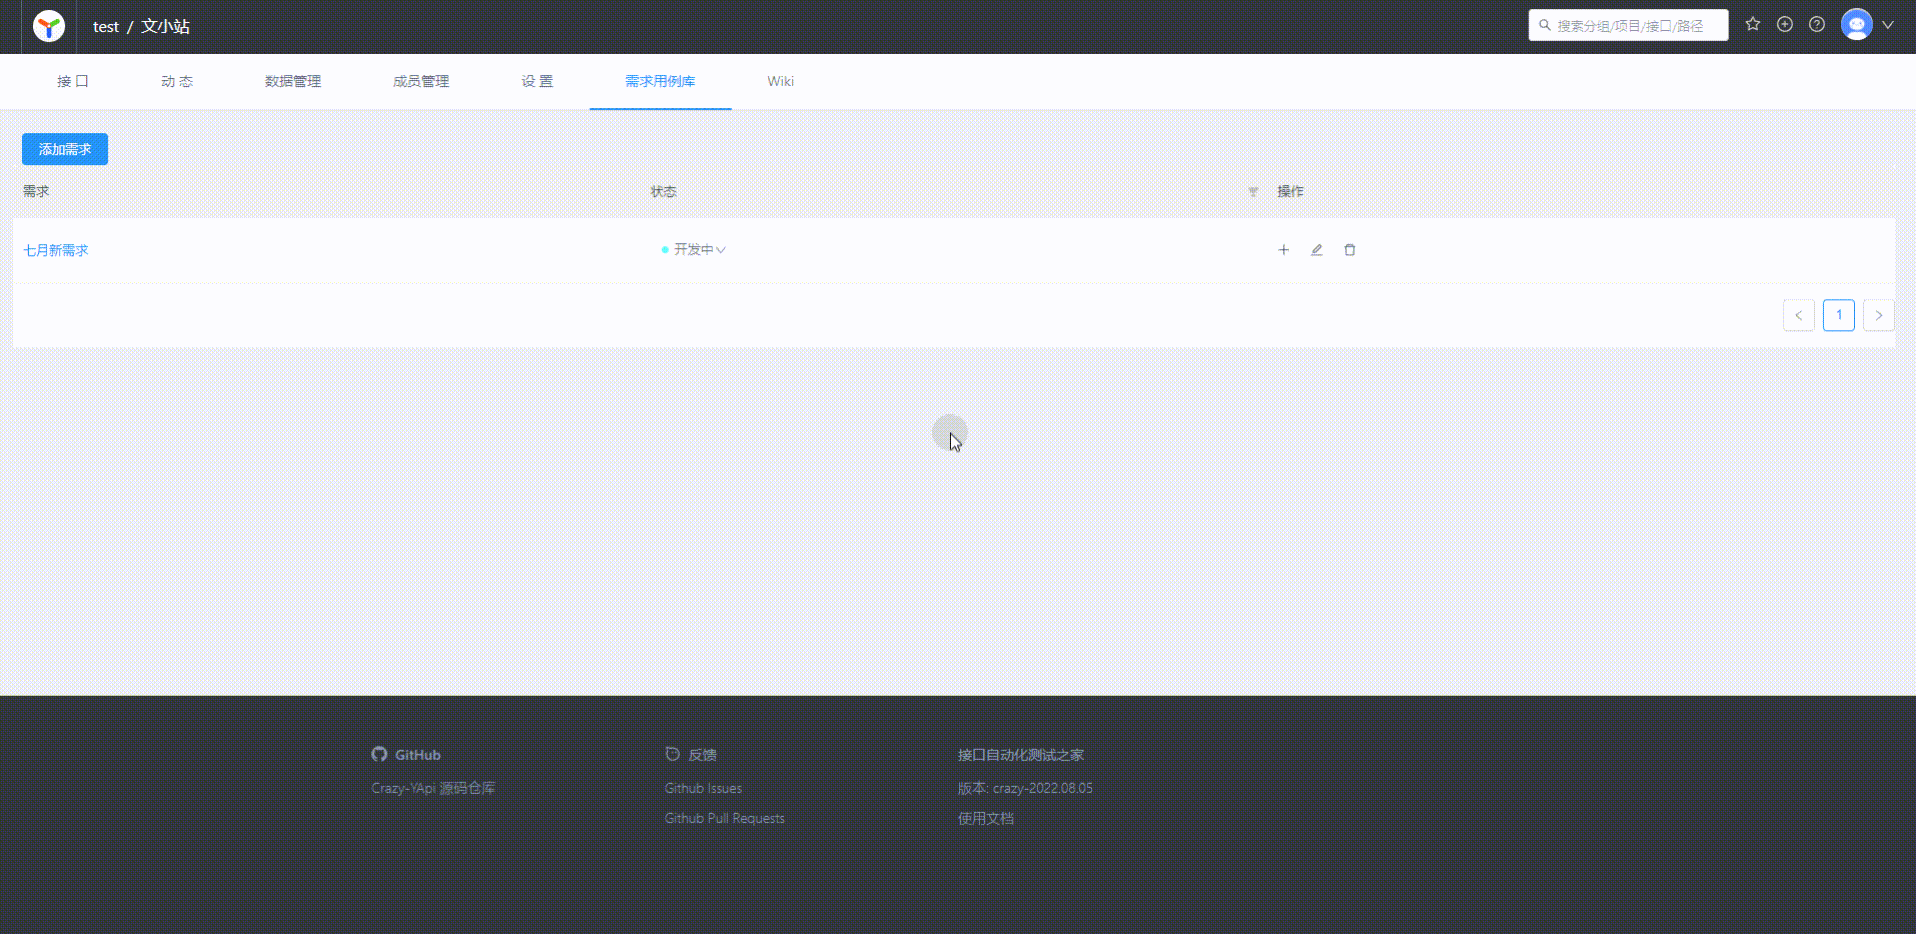 test / 文小站
搜索分组/项目/接口/路径
接 口 动 态 数据管理 成员管理 设 置 需求用例库 Wiki
添加需求
需求 状态 操作
七月新需求 开发中
1
GitHub 反馈 接口自动化测试之家
Crazy-YApi 源码仓库 Github Issues 版本: crazy-2022.08.05
Github Pull Requests 使用文档